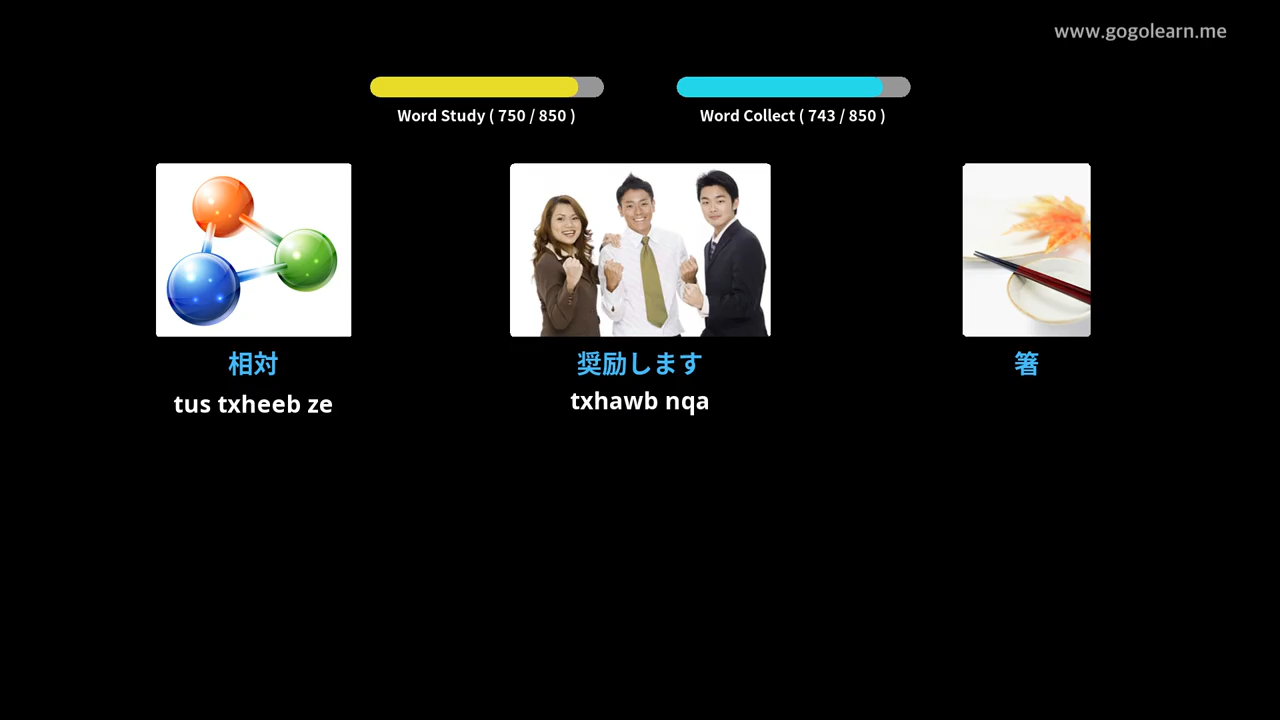 www.gogolearn.me
Word Study ( 750 / 850 )
Word Collect ( 743 / 850 )
相対
tus txheeb ze
奨励します
txhawb nqa
箸